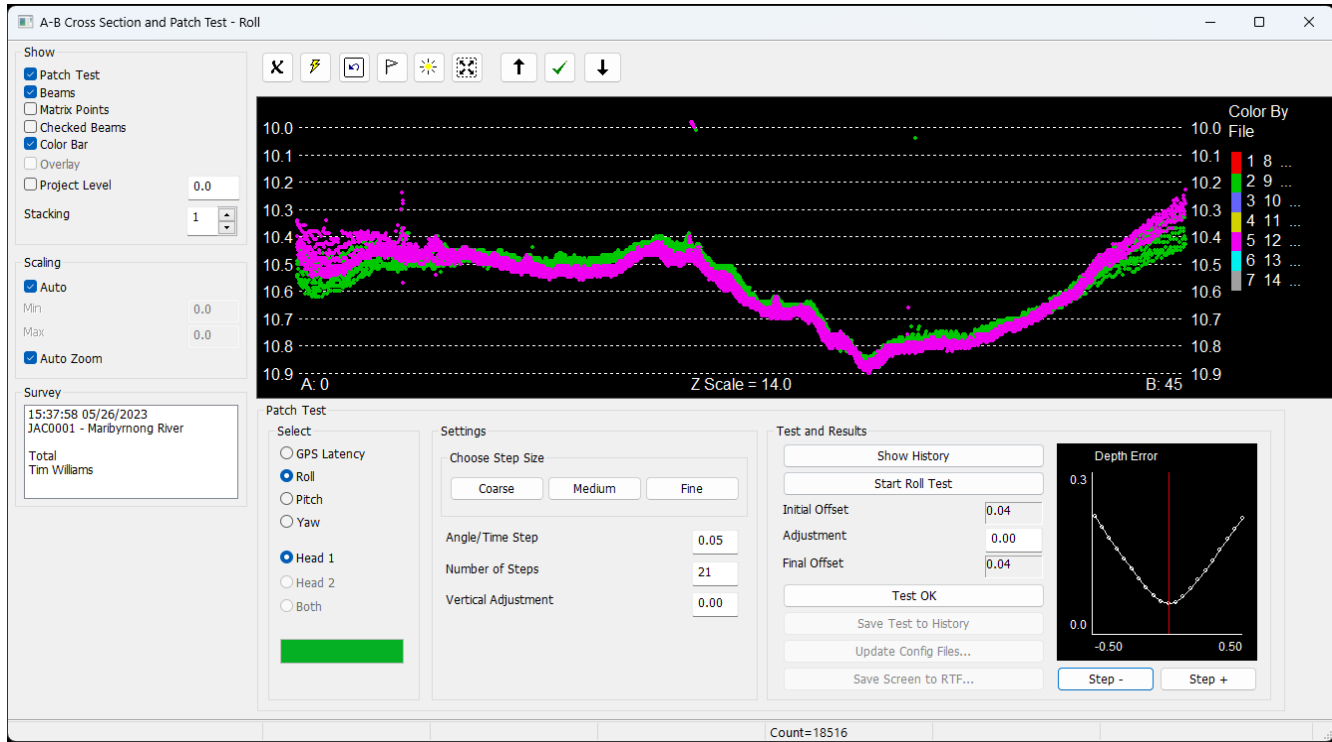 A-B Cross Section and Patch Test - Roll
Show
Patch Test
Beams
Matrix Points
Checked Beams
Color Bar
Overlay
Project Level 0.0
Stacking 1
Scaling
Auto
Min 0.0
Max 0.0
Auto Zoom
Survey
15:37:58 05/26/2023
JAC0001 - Maribyrnong River
Total
Tim Williams
10.0 10.0
10.1 10.1
10.2 10.2
10.3 10.3
10.4 10.4
10.5 10.5
10.6 10.6
10.7 10.7
10.8 10.8
10.9 10.9
A: 0 Z Scale = 14.0 B: 45
Color By
File
1 8 ...
2 9 ...
3 10 ...
4 11 ...
5 12 ...
6 13 ...
7 14 ...
Patch Test
Select
GPS Latency
Roll
Pitch
Yaw
Head 1
Head 2
Both
Settings
Choose Step Size
Coarse Medium Fine
Angle/Time Step 0.05
Number of Steps 21
Vertical Adjustment 0.00
Test and Results
Show History
Start Roll Test
Initial Offset 0.04
Adjustment 0.00
Final Offset 0.04
Test OK
Save Test to History
Update Config Files...
Save Screen to RTF...
Depth Error
0.3
0.0
-0.50 0.50
Step - Step +
Count=18516